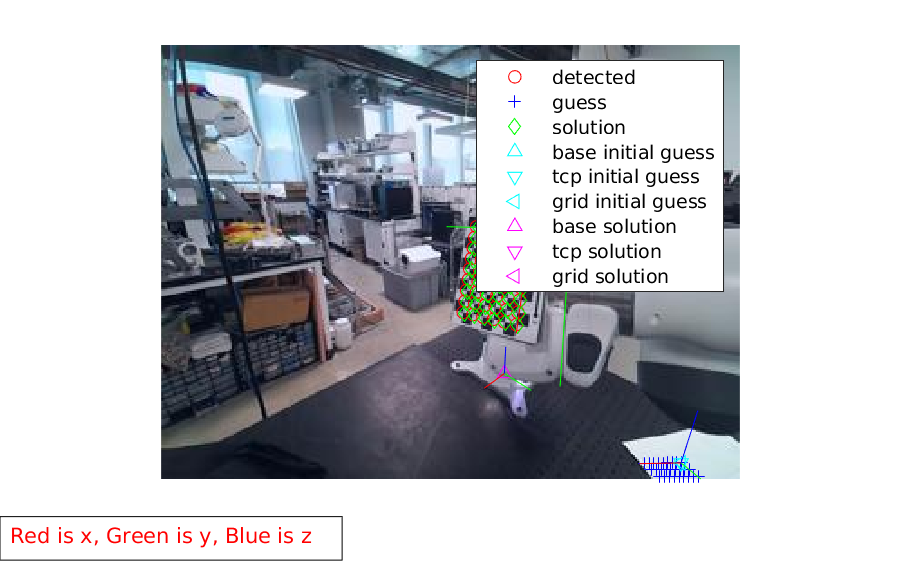 detected
guess
solution
base initial guess
tcp initial guess
grid initial guess
base solution
tcp solution
grid solution
Red is x, Green is y, Blue is z